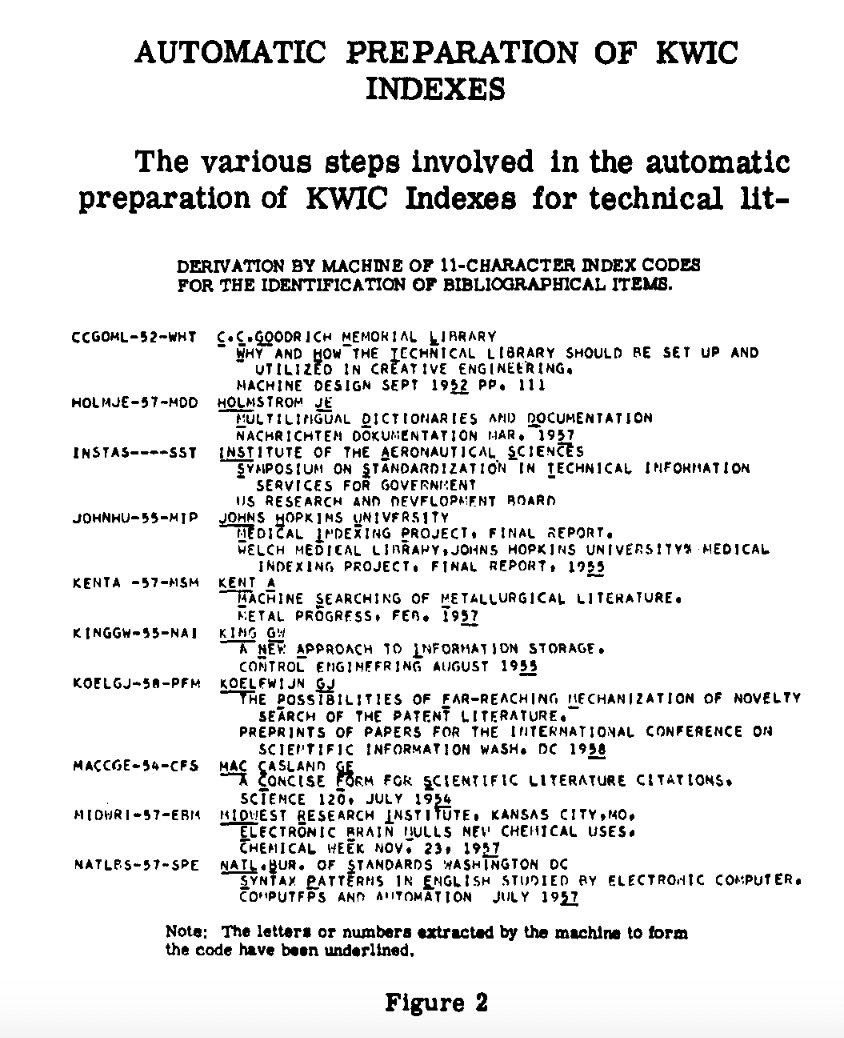 AUTOMATIC PREPARATION OF KWIC
INDEXES
The various steps involved in the automatic
preparation of KWIC Indexes for technical lit-
DERIVATION BY MACHINE OF 11-CHARACTER INDEX CODES
FOR THE IDENTIFICATION OF BIBLIOGRAPHICAL ITEMS.
CCGOML-52-WHT C.C.GOODRICH MEMORIAL LIBRARY
WHY AND HOW THE TECHNICAL LIBRARY SHOULD BE SET UP AND
UTILIZED IN CREATIVE ENGINEERING.
MACHINE DESIGN SEPT 1952 PP. 111
HOLMJE-57-MDD HOLMSTROM JE
MULTILINGUAL DICTIONARIES AND DOCUMENTATION
NACHRICHTEN DOKUMENTATION MAR. 1957
INSTAS----SST INSTITUTE OF THE AERONAUTICAL SCIENCES
SYMPOSIUM ON STANDARDIZATION IN TECHNICAL INFORMATION
SERVICES FOR GOVERNMENT
US RESEARCH AND DEVELOPMENT BOARD
JOHNHU-55-MIP JOHNS HOPKINS UNIVERSITY
MEDICAL INDEXING PROJECT. FINAL REPORT.
WELCH MEDICAL LIBRARY,JOHNS HOPKINS UNIVERSITY% MEDICAL
INDEXING PROJECT. FINAL REPORT. 1955
KENTA -57-MSM KENT A
MACHINE SEARCHING OF METALLURGICAL LITERATURE.
METAL PROGRESS. FEB. 1957
KINGGW-55-NAI KING GW
A NEW APPROACH TO INFORMATION STORAGE.
CONTROL ENGINEERING AUGUST 1955
KOELGJ-58-PFM KOELEWIJN GJ
THE POSSIBILITIES OF FAR-REACHING MECHANIZATION OF NOVELTY
SEARCH OF THE PATENT LITERATURE.
PREPRINTS OF PAPERS FOR THE INTERNATIONAL CONFERENCE ON
SCIENTIFIC INFORMATION WASH. DC 1958
MACCGE-54-CFS MAC CASLAND GE
A CONCISE FORM FOR SCIENTIFIC LITERATURE CITATIONS.
SCIENCE 120, JULY 1954
MIDWRI-57-EBM MIDWEST RESEARCH INSTITUTE, KANSAS CITY,MO.
ELECTRONIC BRAIN MULLS NEW CHEMICAL USES.
CHEMICAL WEEK NOV. 23, 1957
NATLBS-57-SPE NATL.BUR. OF STANDARDS WASHINGTON DC
SYNTAX PATTERNS IN ENGLISH STUDIED BY ELECTRONIC COMPUTER.
COMPUTERS AND AUTOMATION JULY 1957
Note: The letters or numbers extracted by the machine to form
the code have been underlined.
Figure 2